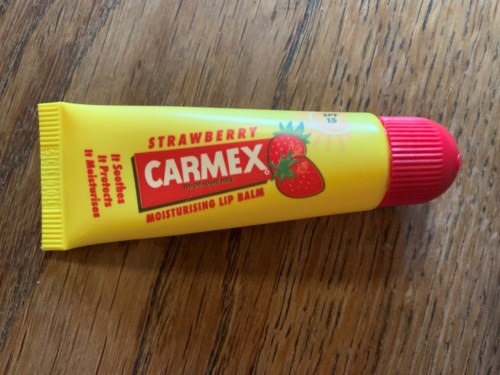 STRAWBERRY
CARMEX
MOISTURISING LIP BALM
It Soothes
It Protects
It Moisturises
SPF
15